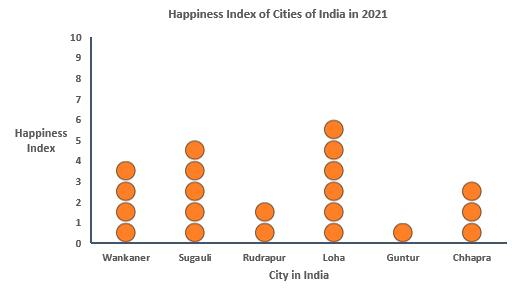 Happiness Index of Cities of India in 2021
10
9
8
7
6
5
4
3
2
1
0
Happiness
Index
Wankaner Sugauli Rudrapur Loha Guntur Chhapra
City in India